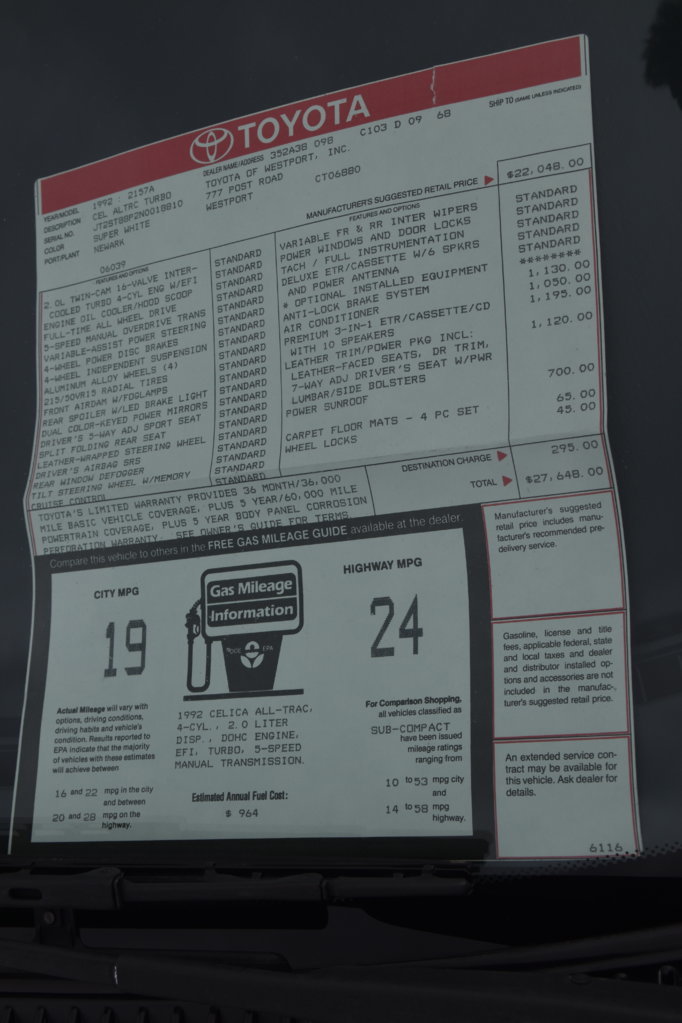 TOYOTA
SHIP TO (SAME UNLESS INDICATED)
DEALER NAME/ADDRESS 352A38 098 C103 D 09 68
TOYOTA OF WESTPORT, INC.
777 POST ROAD
WESTPORT CT06880
YEAR/MODEL 1992 : 2157A
DESCRIPTION CEL ALTRC TURBO
SERIAL NO. JT2ST88P2N0018810
COLOR SUPER WHITE
PORT/PLANT NEWARK
06039
MANUFACTURER'S SUGGESTED RETAIL PRICE $22,048.00
FEATURES AND OPTIONS
2.0L TWIN-CAM 16-VALVE INTER- STANDARD
COOLED TURBO 4-CYL ENG W/EFI
ENGINE OIL COOLER/HOOD SCOOP STANDARD
FULL-TIME ALL WHEEL DRIVE STANDARD
5-SPEED MANUAL OVERDRIVE TRANS STANDARD
VARIABLE-ASSIST POWER STEERING STANDARD
4-WHEEL POWER DISC BRAKES STANDARD
4-WHEEL INDEPENDENT SUSPENSION STANDARD
ALUMINUM ALLOY WHEELS (4) STANDARD
215/50VR15 RADIAL TIRES STANDARD
FRONT AIRDAM W/FOGLAMPS STANDARD
REAR SPOILER W/LED BRAKE LIGHT STANDARD
DUAL COLOR-KEYED POWER MIRRORS STANDARD
DRIVER'S 5-WAY ADJ SPORT SEAT STANDARD
SPLIT FOLDING REAR SEAT STANDARD
LEATHER-WRAPPED STEERING WHEEL STANDARD
DRIVER'S AIRBAG SRS STANDARD
REAR WINDOW DEFOGGER STANDARD
TILT STEERING WHEEL W/MEMORY STANDARD
CRUISE CONTROL STANDARD
FEATURES AND OPTIONS
VARIABLE FR & RR INTER WIPERS STANDARD
POWER WINDOWS AND DOOR LOCKS STANDARD
TACH / FULL INSTRUMENTATION STANDARD
DELUXE ETR/CASSETTE W/6 SPKRS STANDARD
AND POWER ANTENNA
* OPTIONAL INSTALLED EQUIPMENT ********
ANTI-LOCK BRAKE SYSTEM 1,130.00
AIR CONDITIONER 1,050.00
PREMIUM 3-IN-1 ETR/CASSETTE/CD 1,195.00
WITH 10 SPEAKERS
LEATHER TRIM/POWER PKG INCL: 1,120.00
LEATHER-FACED SEATS, DR TRIM,
7-WAY ADJ DRIVER'S SEAT W/PWR
LUMBAR/SIDE BOLSTERS
POWER SUNROOF 700.00
CARPET FLOOR MATS - 4 PC SET 65.00
WHEEL LOCKS 45.00
DESTINATION CHARGE 295.00
TOTAL $27,648.00
TOYOTA'S LIMITED WARRANTY PROVIDES 36 MONTH/36,000
MILE BASIC VEHICLE COVERAGE, PLUS 5 YEAR/60,000 MILE
POWERTRAIN COVERAGE, PLUS 5 YEAR BODY PANEL CORROSION
PERFORATION WARRANTY. SEE OWNER'S GUIDE FOR TERMS
Compare this vehicle to others in the FREE GAS MILEAGE GUIDE available at the dealer.
CITY MPG
19
Gas Mileage
Information
DOE EPA
HIGHWAY MPG
24
Actual Mileage will vary with
options, driving conditions,
driving habits and vehicle's
condition. Results reported to
EPA indicate that the majority
of vehicles with these estimates
will achieve between
16 and 22 mpg in the city
and between
20 and 28 mpg on the
highway.
1992 CELICA ALL-TRAC,
4-CYL., 2.0 LITER
DISP., DOHC ENGINE,
EFI, TURBO, 5-SPEED
MANUAL TRANSMISSION.
Estimated Annual Fuel Cost:
$ 964
For Comparison Shopping,
all vehicles classified as
SUB-COMPACT
have been issued
mileage ratings
ranging from
10 to 53 mpg city
and
14 to 58 mpg
highway.
Manufacturer's suggested
retail price includes manu-
facturer's recommended pre-
delivery service.
Gasoline, license and title
fees, applicable federal, state
and local taxes and dealer
and distributor installed op-
tions and accessories are not
included in the manufac-
turer's suggested retail price.
An extended service con-
tract may be available for
this vehicle. Ask dealer for
details.
6116